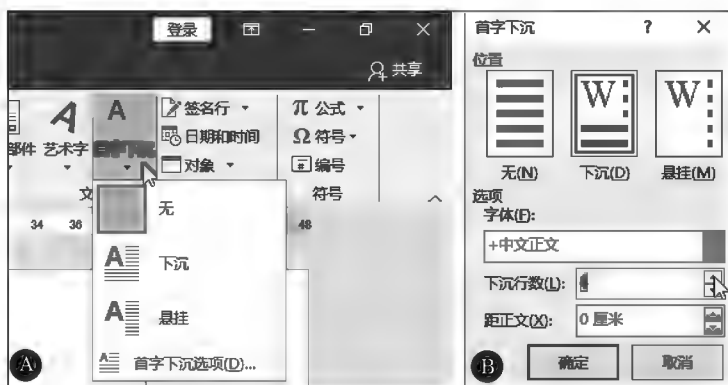 登录
共享
部件 艺术字 首字下沉
签名行
日期和时间
对象
π 公式
Ω 符号
# 编号
文
符号
34 36
48
无
下沉
悬挂
首字下沉选项(D)...
A
首字下沉 ? ×
位置
无(N) 下沉(D) 悬挂(M)
选项
字体(F):
+中文正文
下沉行数(L):
距正文(X): 0 厘米
确定 取消
B